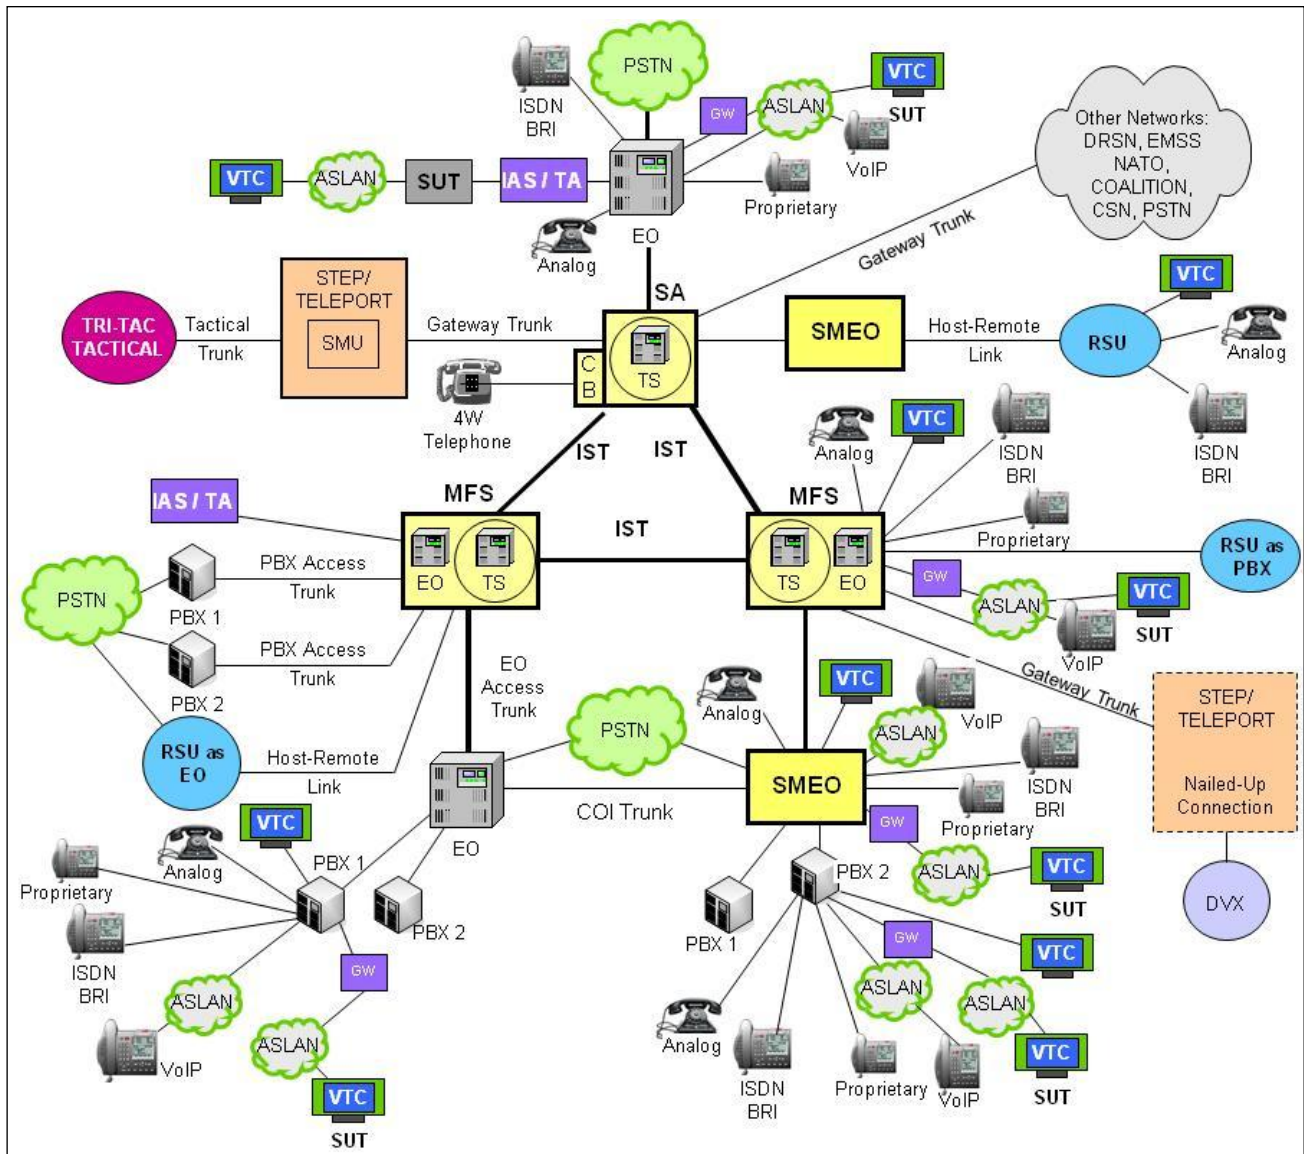 PSTN
VTC
SUT
ISDN
BRI
GW
ASLAN
VoIP
Other Networks:
DRSN, EMSS
NATO,
COALITION,
CSN, PSTN
VTC
ASLAN
SUT
IAS / TA
Proprietary
Analog
EO
Gateway Trunk
SA
STEP/
TELEPORT
SMU
TRI-TAC
TACTICAL
Tactical
Trunk
Gateway Trunk
C
B
TS
SMEO
Host-Remote
Link
RSU
VTC
Analog
ISDN
BRI
4W
Telephone
IST
IST
Analog
VTC
ISDN
BRI
IAS / TA
MFS
EO
TS
IST
MFS
TS
EO
Proprietary
RSU as
PBX
PSTN
PBX 1
PBX Access
Trunk
GW
ASLAN
VTC
SUT
VoIP
PBX 2
PBX Access
Trunk
EO
Access
Trunk
Gateway Trunk
STEP/
TELEPORT
Nailed-Up
Connection
DVX
RSU as
EO
Host-Remote
Link
PSTN
Analog
VTC
ASLAN
VoIP
ISDN
BRI
SMEO
COI Trunk
EO
Proprietary
GW
ASLAN
VTC
SUT
VTC
Analog
Proprietary
ISDN
BRI
PBX 1
PBX 2
GW
ASLAN
VoIP
ASLAN
VTC
SUT
PBX 1
PBX 2
GW
VTC
ASLAN
ASLAN
VTC
SUT
Analog
ISDN
BRI
Proprietary
VoIP